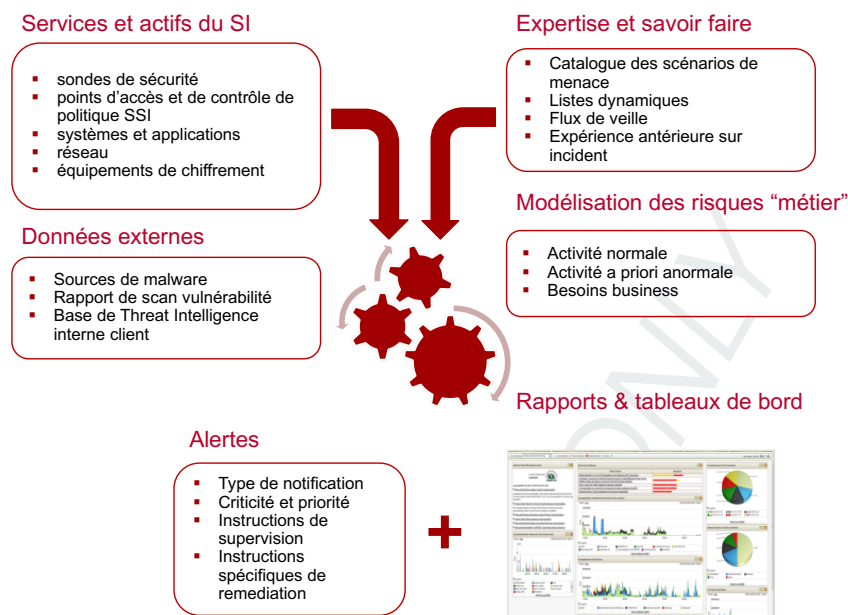 Services et actifs du SI
sondes de sécurité
points d'accès et de contrôle de
politique SSI
systèmes et applications
réseau
équipements de chiffrement
Expertise et savoir faire
Catalogue des scénarios de
menace
Listes dynamiques
Flux de veille
Expérience antérieure sur
incident
Modélisation des risques “métier”
Activité normale
Activité a priori anormale
Besoins business
Données externes
Sources de malware
Rapport de scan vulnérabilité
Base de Threat Intelligence
interne client
Rapports & tableaux de bord
Alertes
Type de notification
Criticité et priorité
Instructions de
supervision
Instructions
spécifiques de
remediation
ONLY